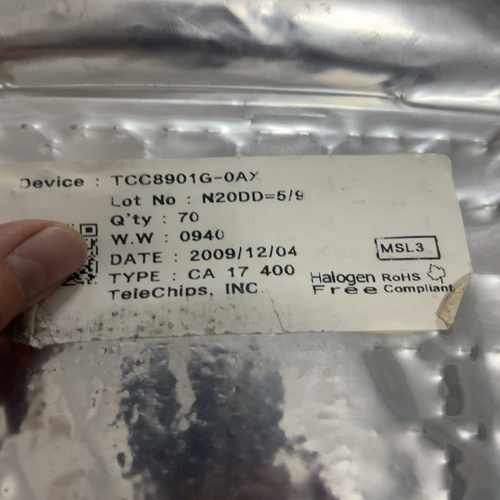 Device : TCC8901G-0AX
Lot No : N20DD=5/9
Q'ty : 70
W.W : 0940
DATE : 2009/12/04
MSL3
TYPE : CA 17 400
TeleChips, INC.
Halogen Free
RoHS Compliant